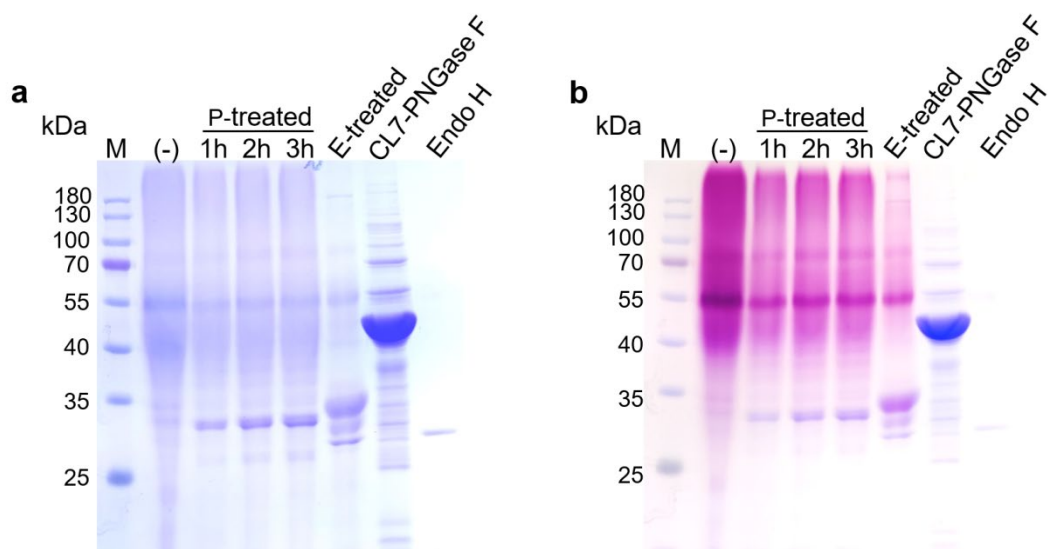 a
kDa
M
(-)
P-treated
1h 2h 3h
E-treated
CL7-PNGase F
Endo H
180
130
100
70
55
40
35
25
b
kDa
M
(-)
P-treated
1h 2h 3h
E-treated
CL7-PNGase F
Endo H
180
130
100
70
55
40
35
25